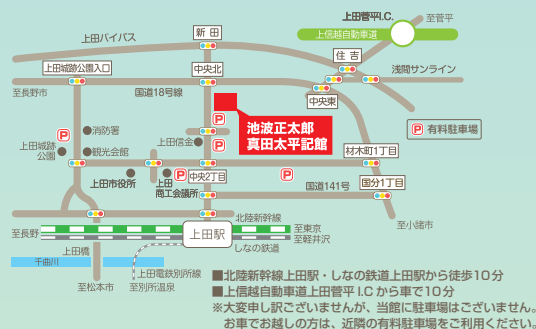 上田菅平I.C.
至菅平
上信越自動車道
上田バイパス
新 田
住 吉
上田城跡公園入口
中央北
浅間サンライン
至長野市
国道18号線
中央東
池波正太郎
真田太平記館
P 有料駐車場
P
P
消防署
上田城跡
公園
観光会館
上田信金
P
材木町1丁目
上田市役所
上田
商工会議所
P
中央2丁目
P
国分1丁目
国道141号
至小諸市
北陸新幹線
至長野
上田駅
至東京
至軽井沢
しなの鉄道
上田橋
千曲川
上田電鉄別所線
至松本市
至別所温泉
■北陸新幹線上田駅・しなの鉄道上田駅から徒歩10分
■上信越自動車道上田菅平 I.C から車で10分
※大変申し訳ございませんが、当館に駐車場はございません。
お車でお越しの方は、近隣の有料駐車場をご利用ください。